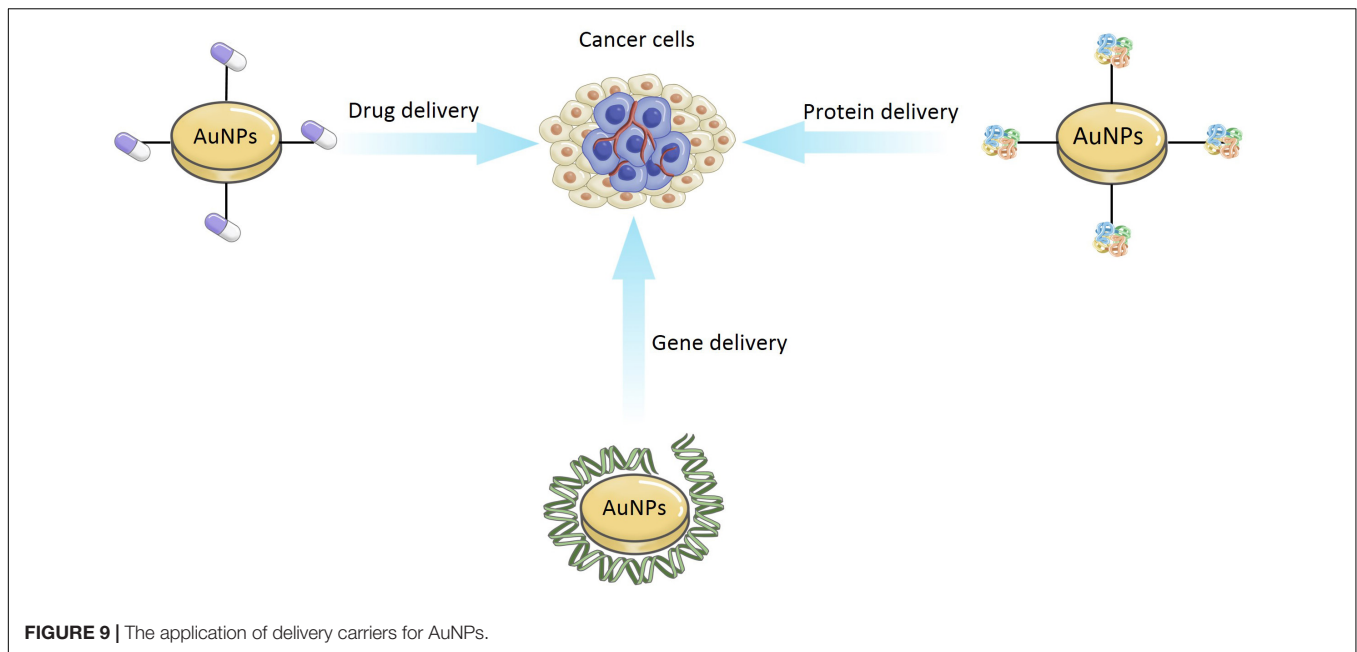 Cancer cells
Drug delivery
Protein delivery
AuNPs
AuNPs
Gene delivery
AuNPs
FIGURE 9 | The application of delivery carriers for AuNPs.